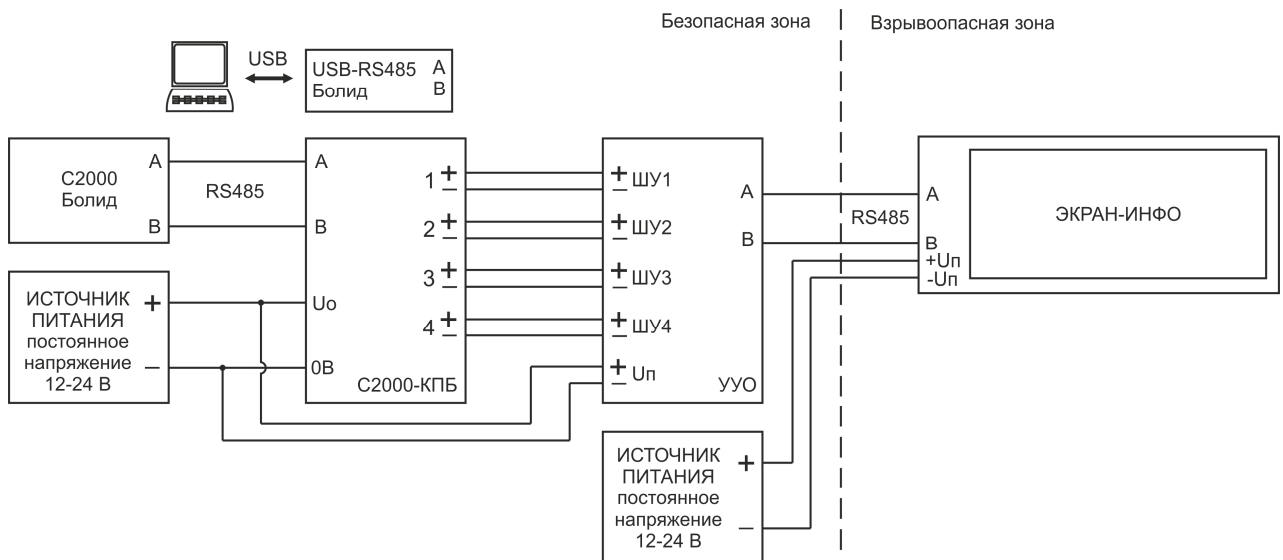 Безопасная зона
Взрывоопасная зона
USB
USB-RS485 A
Болид B
С2000
Болид
A
B
RS485
A
B
Uo
0В
С2000-КПБ
1 + −
2 + −
3 + −
4 + −
ИСТОЧНИК
ПИТАНИЯ
постоянное
напряжение
12-24 В
+
−
+ − ШУ1
+ − ШУ2
+ − ШУ3
+ − ШУ4
+ − Uп
A
B
УУО
RS485
A
B
+Uп
-Uп
ЭКРАН-ИНФО
ИСТОЧНИК
ПИТАНИЯ
постоянное
напряжение
12-24 В
+
−